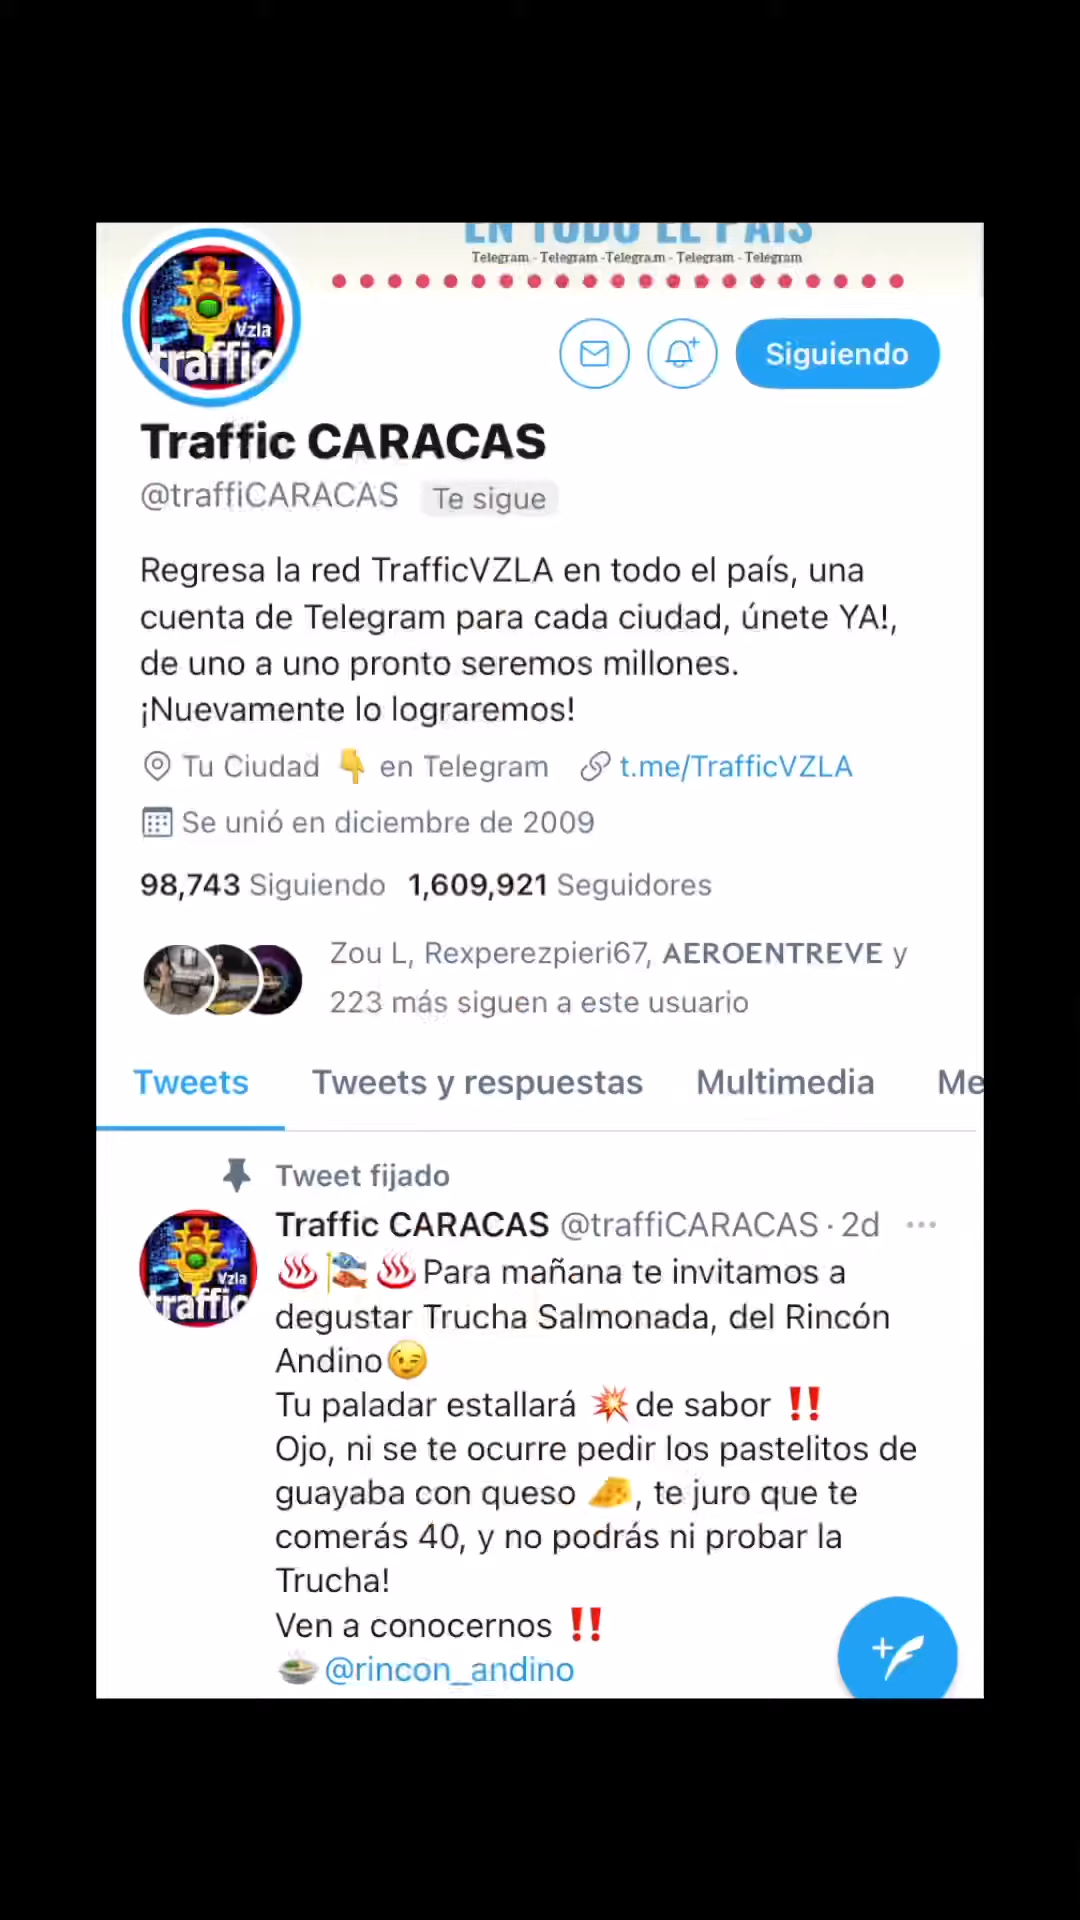 EN TODO EL PAIS
Telegram - Telegram -Telegra.m - Telegram - Telegram
Vzla
traffic
Siguiendo
Traffic CARACAS
@traffiCARACAS Te sigue
Regresa la red TrafficVZLA en todo el país, una
cuenta de Telegram para cada ciudad, únete YA!,
de uno a uno pronto seremos millones.
¡Nuevamente lo lograremos!
Tu Ciudad 👇 en Telegram t.me/TrafficVZLA
Se unió en diciembre de 2009
98,743 Siguiendo 1,609,921 Seguidores
Zou L, Rexperezpieri67, AEROENTREVE y
223 más siguen a este usuario
Tweets Tweets y respuestas Multimedia Me
Tweet fijado
Traffic CARACAS @traffiCARACAS · 2d ...
Vzla
traffic
♨️🎏♨️Para mañana te invitamos a
degustar Trucha Salmonada, del Rincón
Andino😉
Tu paladar estallará 💥de sabor ‼️
Ojo, ni se te ocurre pedir los pastelitos de
guayaba con queso 🧀, te juro que te
comerás 40, y no podrás ni probar la
Trucha!
Ven a conocernos ‼️
🍲@rincon_andino